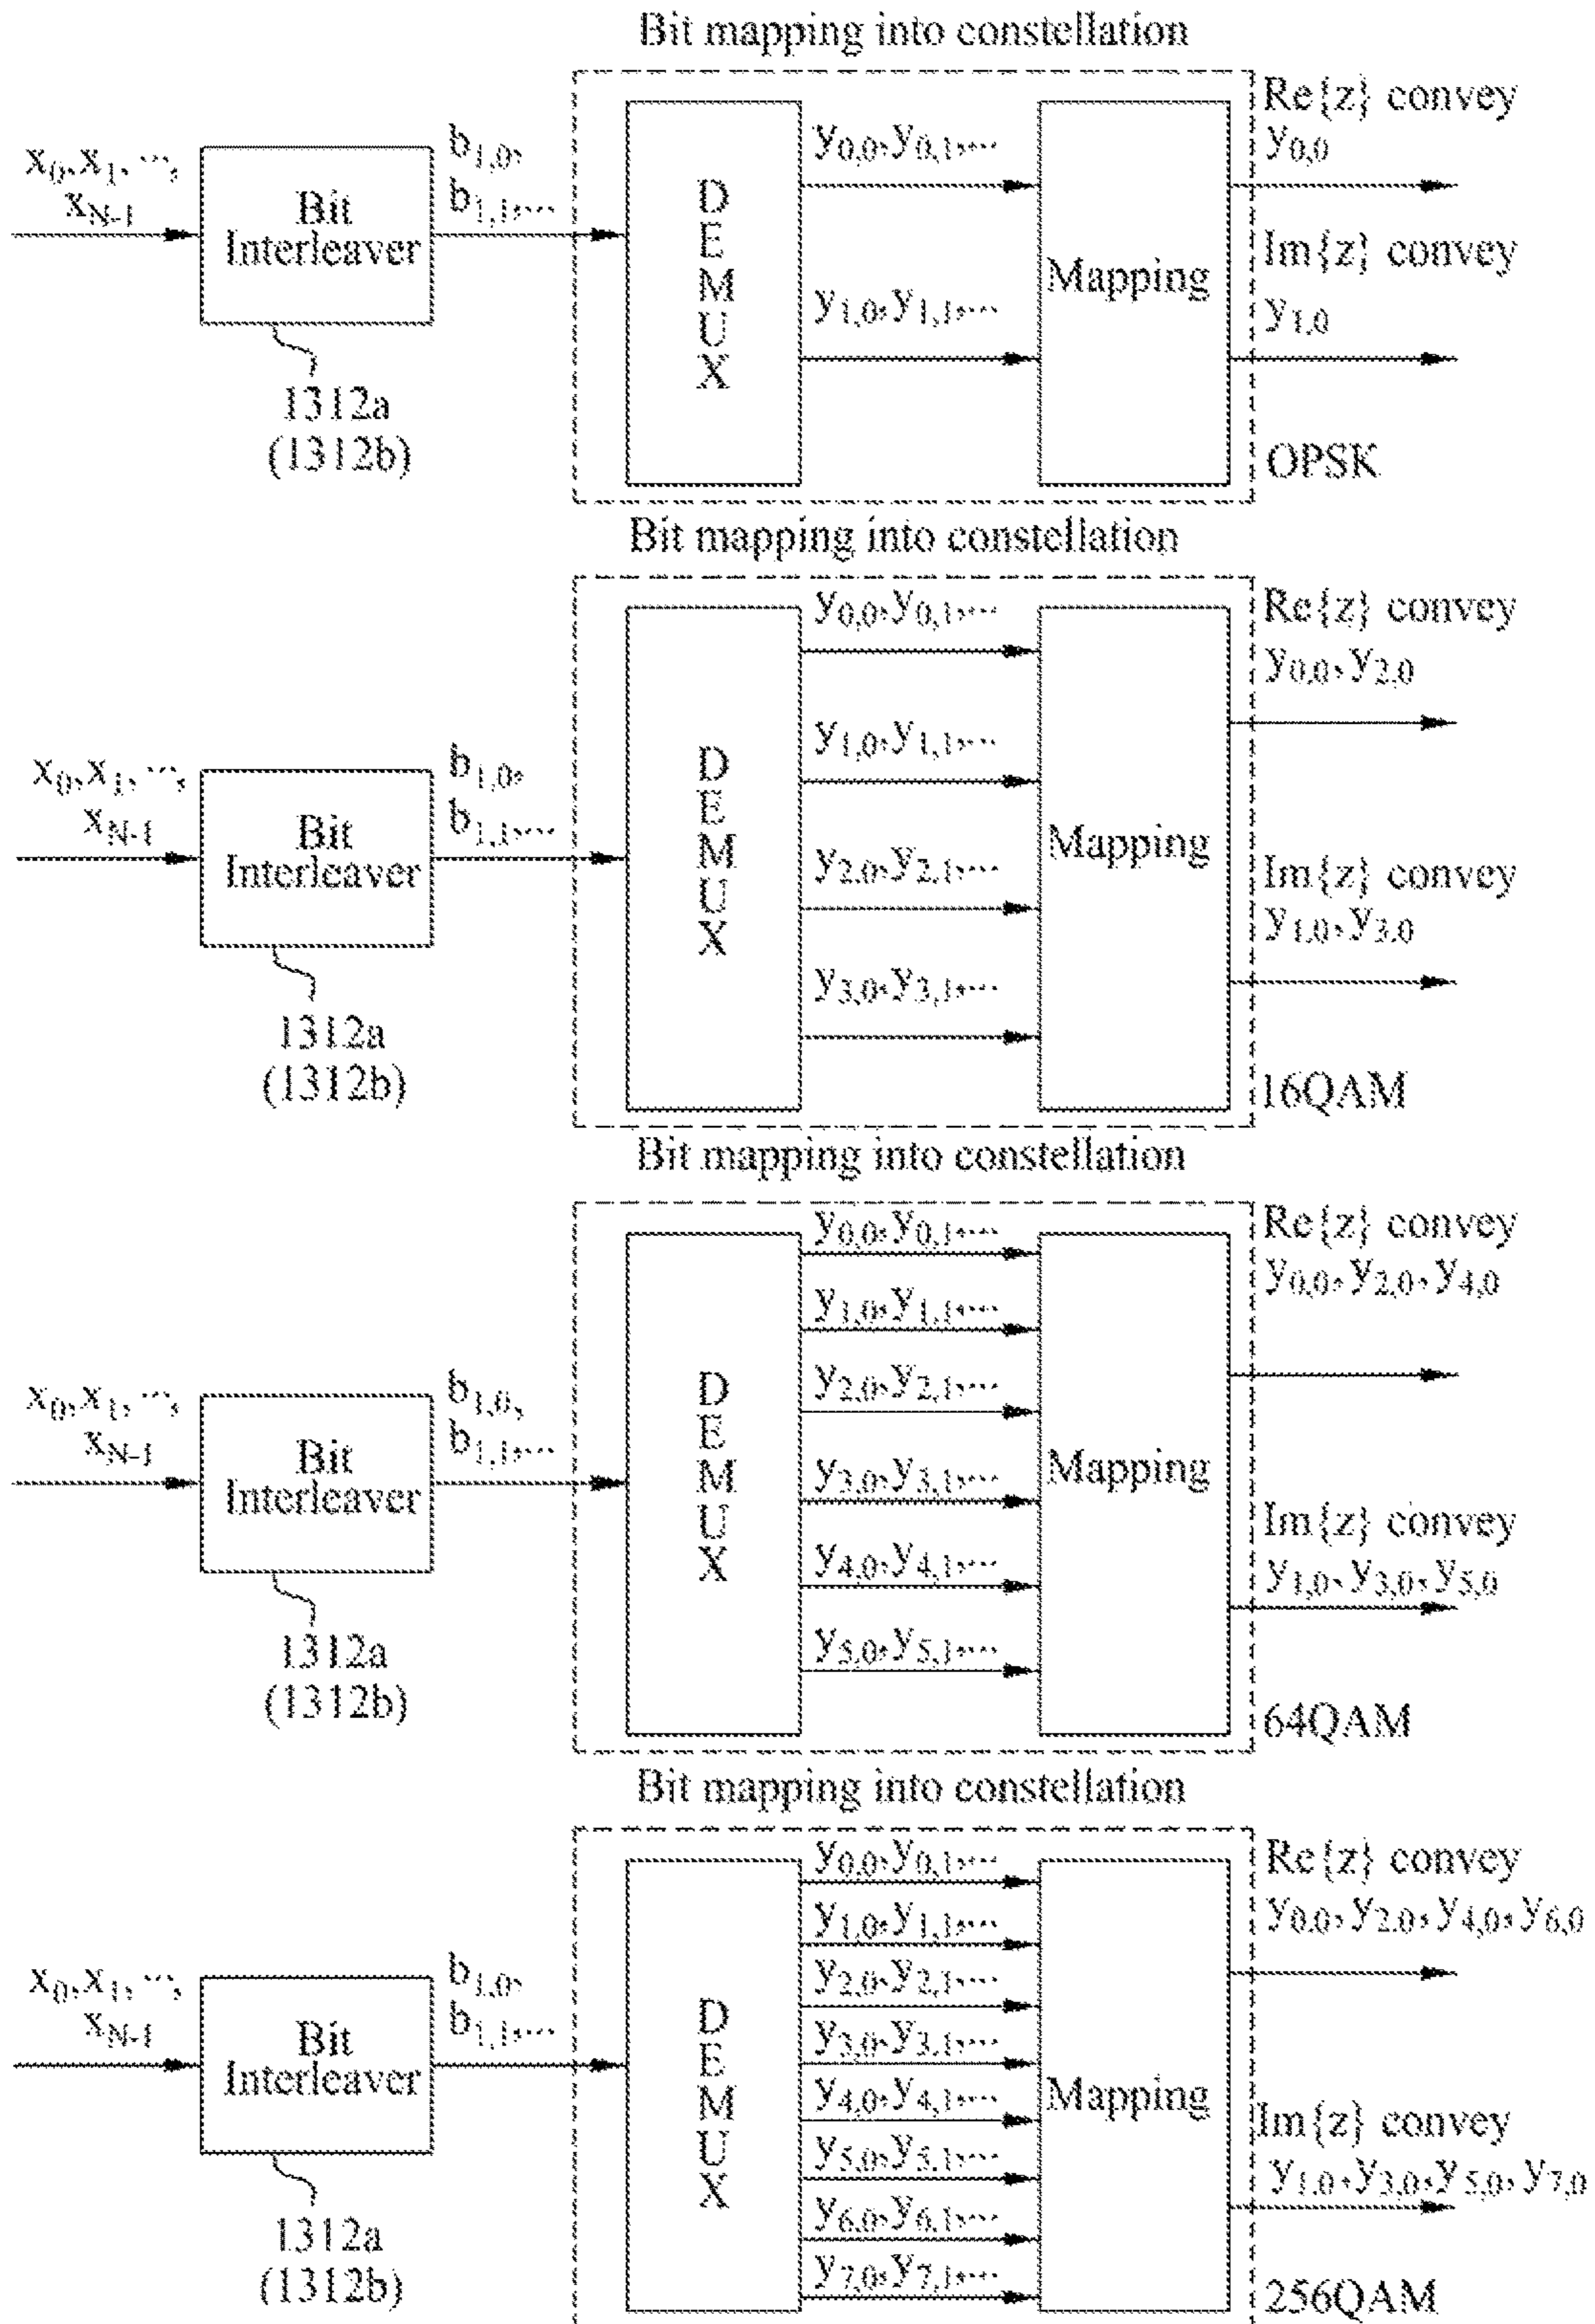 Bit mapping into constellation
x0,x1, ...,
xN-1
Bit
Interleaver
b1,0,
b1,1,...
1312a
(1312b)
DEMUX
y0,0,y0,1,...
y1,0,y1,1,...
Mapping
Re{z} convey
y0,0
Im{z} convey
y1,0
OPSK
Bit mapping into constellation
x0,x1, ...,
xN-1
Bit
Interleaver
b1,0,
b1,1,...
1312a
(1312b)
DEMUX
y0,0,y0,1,...
y1,0,y1,1,...
y2,0,y2,1,...
y3,0,y3,1,...
Mapping
Re{z} convey
y0,0,y2,0
Im{z} convey
y1,0,y3,0
16QAM
Bit mapping into constellation
x0,x1, ...,
xN-1
Bit
Interleaver
b1,0,
b1,1,...
1312a
(1312b)
DEMUX
y0,0,y0,1,...
y1,0,y1,1,...
y2,0,y2,1,...
y3,0,y3,1,...
y4,0,y4,1,...
y5,0,y5,1,...
Mapping
Re{z} convey
y0,0,y2,0,y4,0
Im{z} convey
y1,0,y3,0,y5,0
64QAM
Bit mapping into constellation
x0,x1, ...,
xN-1
Bit
Interleaver
b1,0,
b1,1,...
1312a
(1312b)
DEMUX
y0,0,y0,1,...
y1,0,y1,1,...
y2,0,y2,1,...
y3,0,y3,1,...
y4,0,y4,1,...
y5,0,y5,1,...
y6,0,y6,1,...
y7,0,y7,1,...
Mapping
Re{z} convey
y0,0,y2,0,y4,0,y6,0
Im{z} convey
y1,0,y3,0,y5,0,y7,0
256QAM